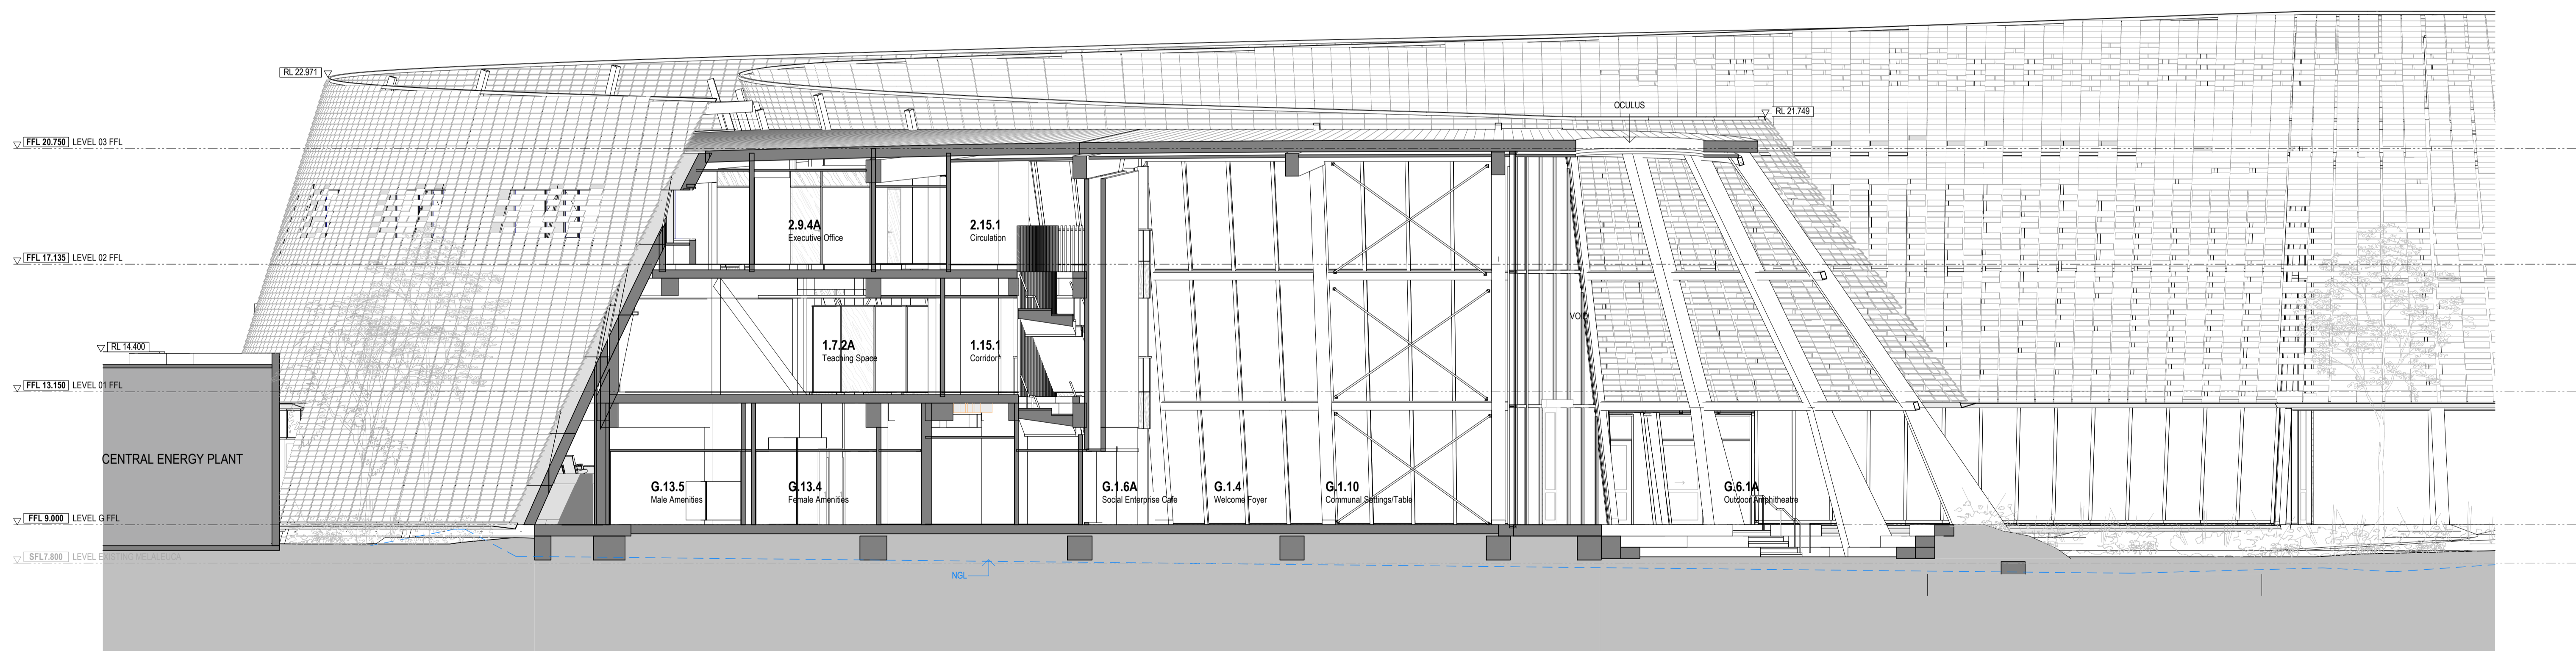 RL 22.971
OCULUS
RL 21.749
FFL 20.750 LEVEL 03 FFL
2.9.4A
Executive Office
2.15.1
Circulation
FFL 17.135 LEVEL 02 FFL
VOID
RL 14.400
1.7.2A
Teaching Space
1.15.1
Corridor
FFL 13.150 LEVEL 01 FFL
CENTRAL ENERGY PLANT
G.13.5
Male Amenities
G.13.4
Female Amenities
G.1.6A
Social Enterprise Cafe
G.1.4
Welcome Foyer
G.1.10
Communal Settings/Table
G.6.1A
Outdoor Amphitheatre
FFL 9.000 LEVEL G FFL
SFL7.800 LEVEL EXISTING MELALEUCA
NGL